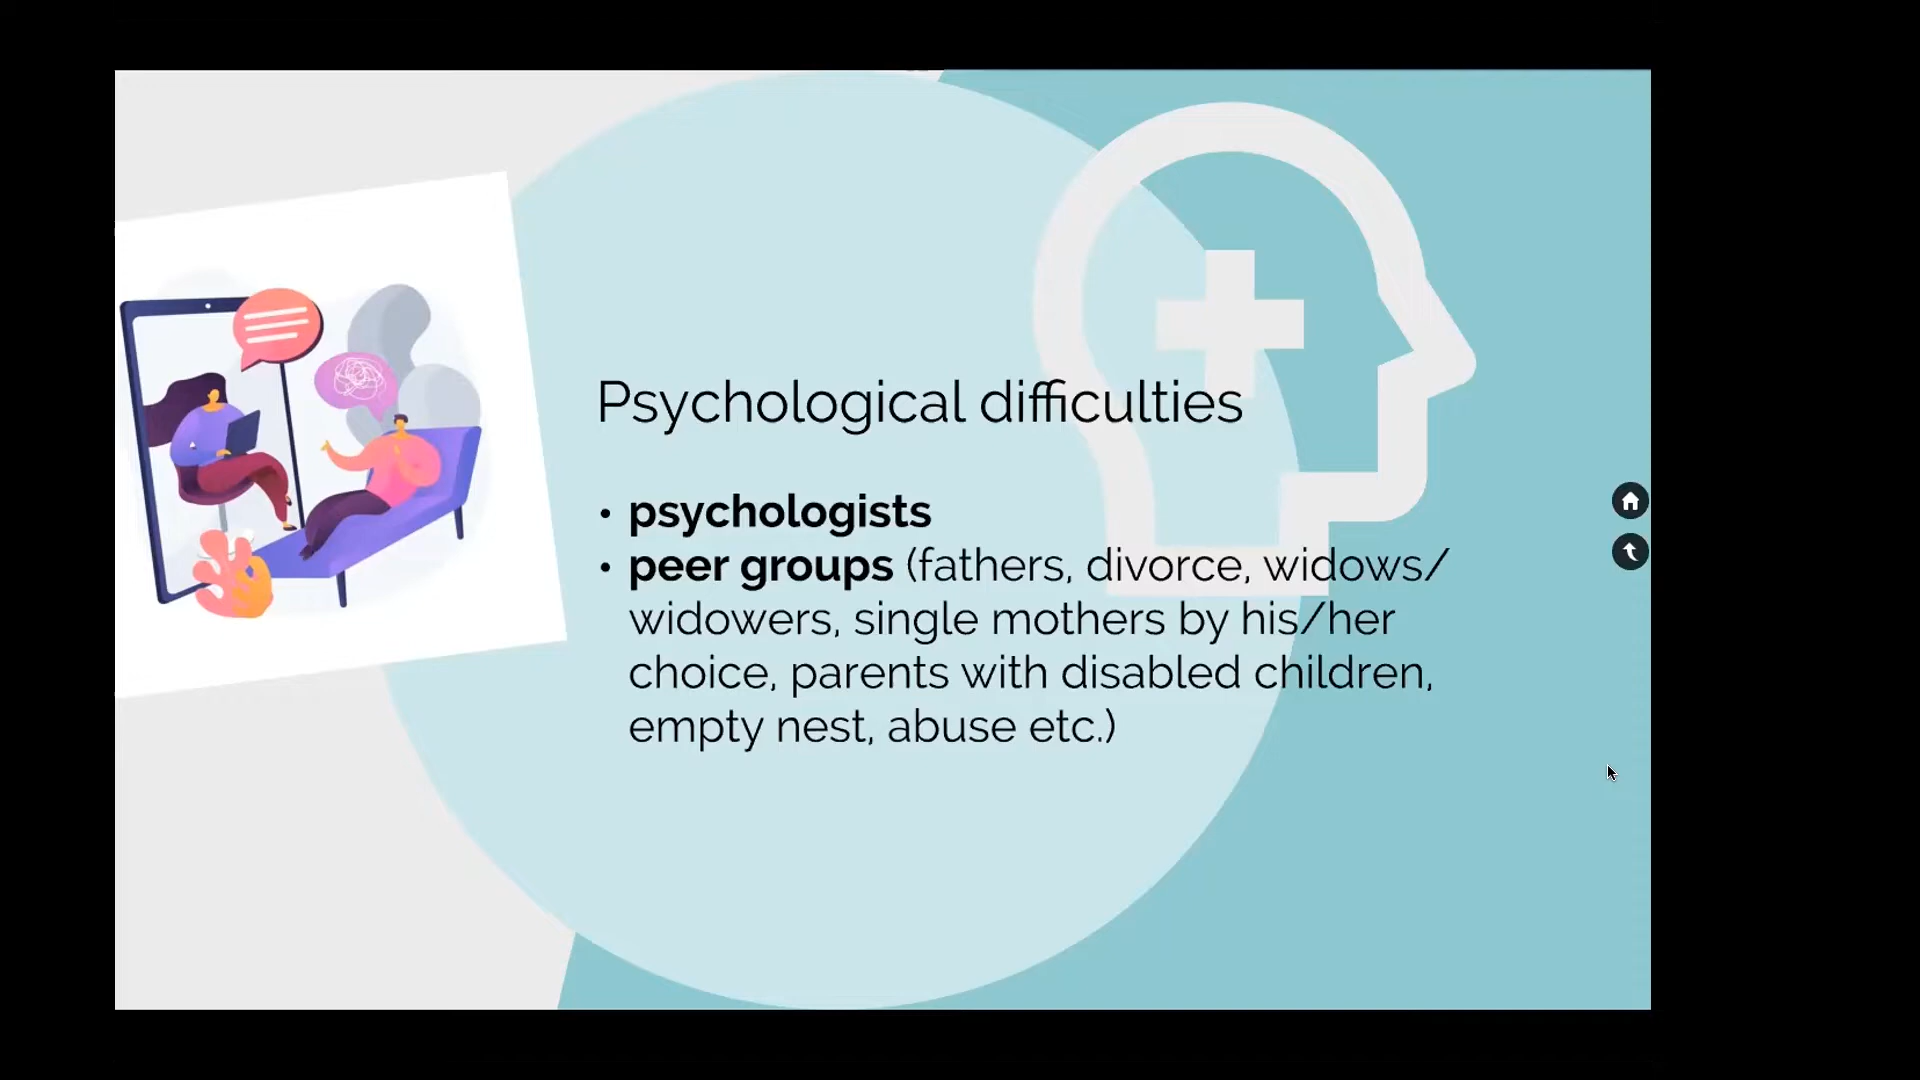 Psychological difficulties
• psychologists
• peer groups (fathers, divorce, widows/
widowers, single mothers by his/her
choice, parents with disabled children,
empty nest, abuse etc.)